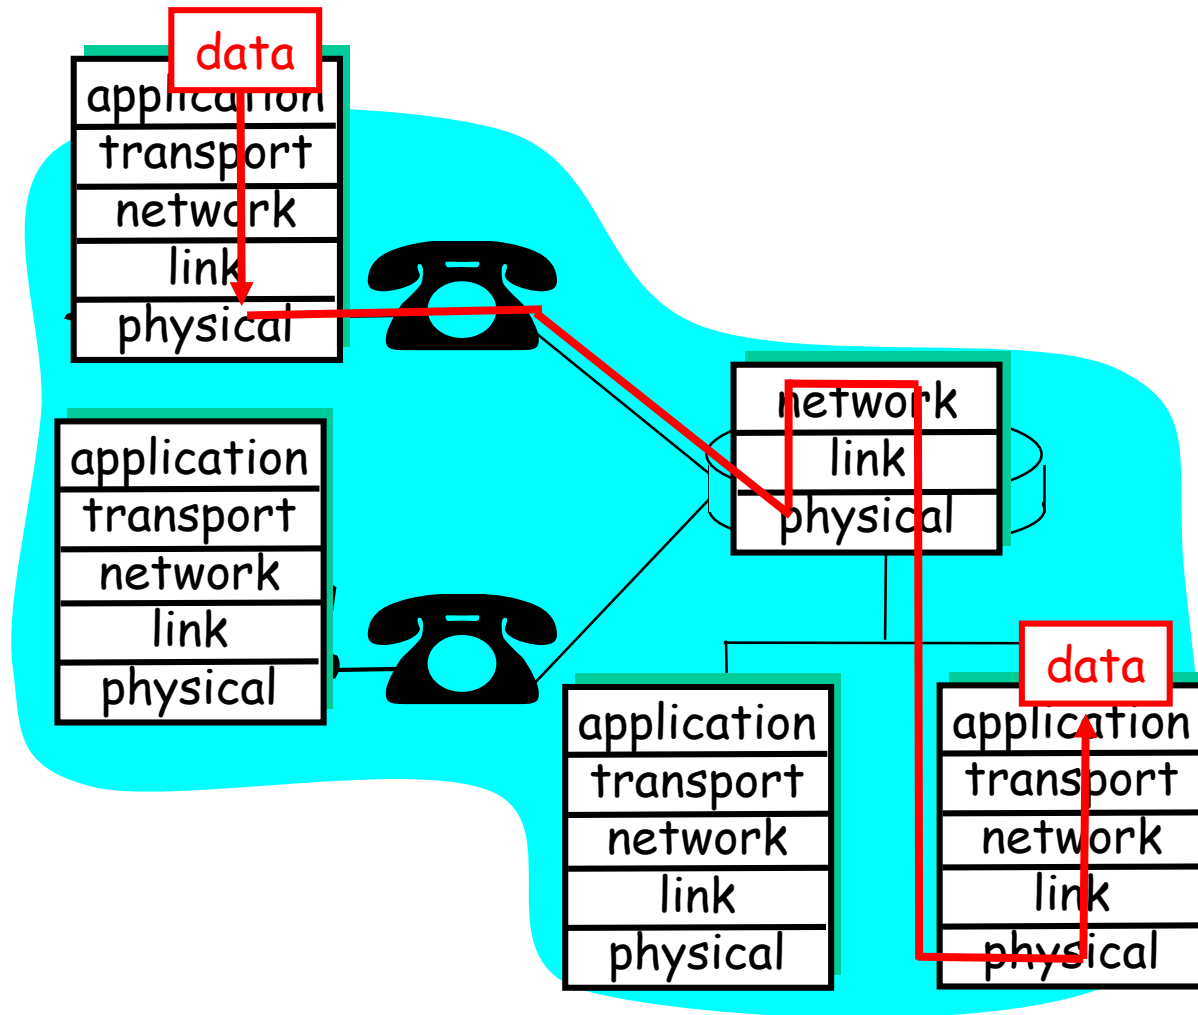 data
application
transport
network
link
physical
application
transport
network
link
physical
network
link
physical
application
transport
network
link
physical
data
application
transport
network
link
physical